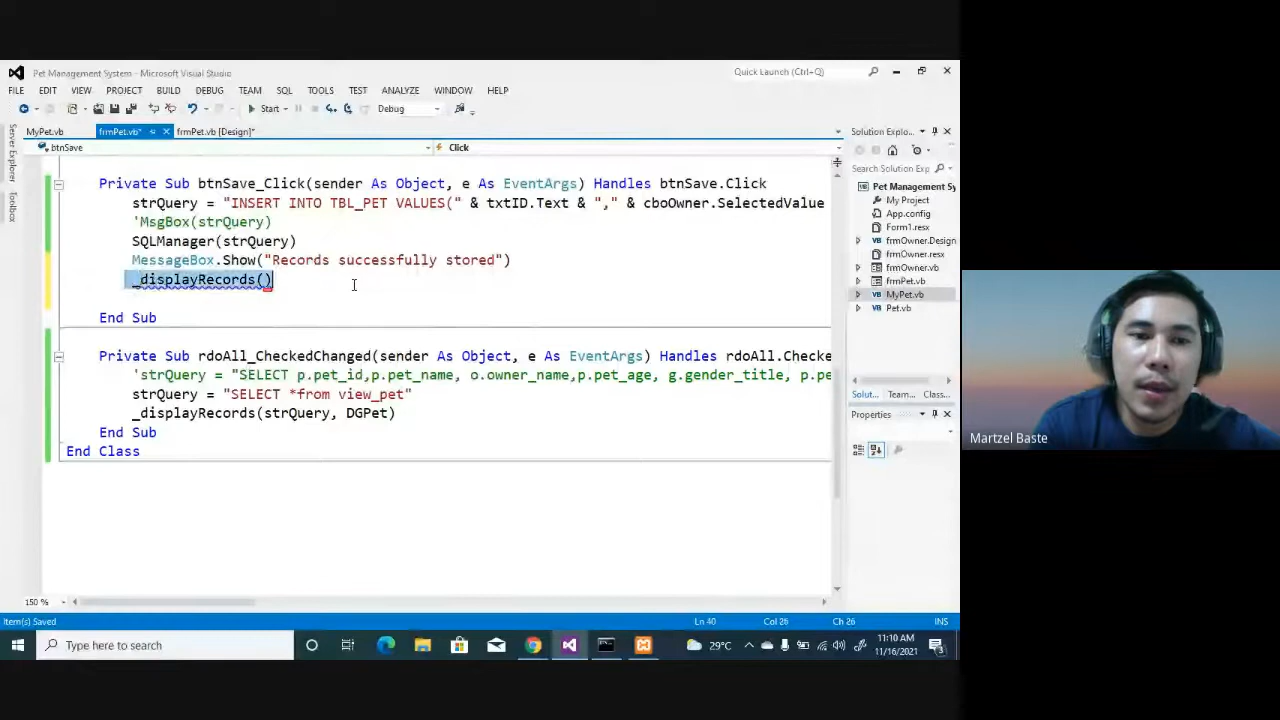 Pet Management System - Microsoft Visual Studio
Quick Launch (Ctrl+Q)
FILE EDIT VIEW PROJECT BUILD DEBUG TEAM SQL TOOLS TEST ANALYZE WINDOW HELP
Start Debug
MyPet.vb frmPet.vb* frmPet.vb [Design]*
btnSave Click
Server Explorer
Toolbox
Private Sub btnSave_Click(sender As Object, e As EventArgs) Handles btnSave.Click
strQuery = "INSERT INTO TBL_PET VALUES(" & txtID.Text & "," & cboOwner.SelectedValue
'MsgBox(strQuery)
SQLManager(strQuery)
MessageBox.Show("Records successfully stored")
_displayRecords()
End Sub
Private Sub rdoAll_CheckedChanged(sender As Object, e As EventArgs) Handles rdoAll.Checke
'strQuery = "SELECT p.pet_id,p.pet_name, o.owner_name,p.pet_age, g.gender_title, p.pe
strQuery = "SELECT *from view_pet"
_displayRecords(strQuery, DGPet)
End Sub
End Class
150 %
Solution Explo...
Search Solution Exp
Pet Management Sy
My Project
App.config
Form1.resx
frmOwner.Design
frmOwner.resx
frmOwner.vb
frmPet.vb
MyPet.vb
Pet.vb
Solut... Team... Class...
Properties
Item(s) Saved Ln 40 Col 26 Ch 26 INS
Type here to search
29°C
11:10 AM
11/16/2021
3
Martzel Baste